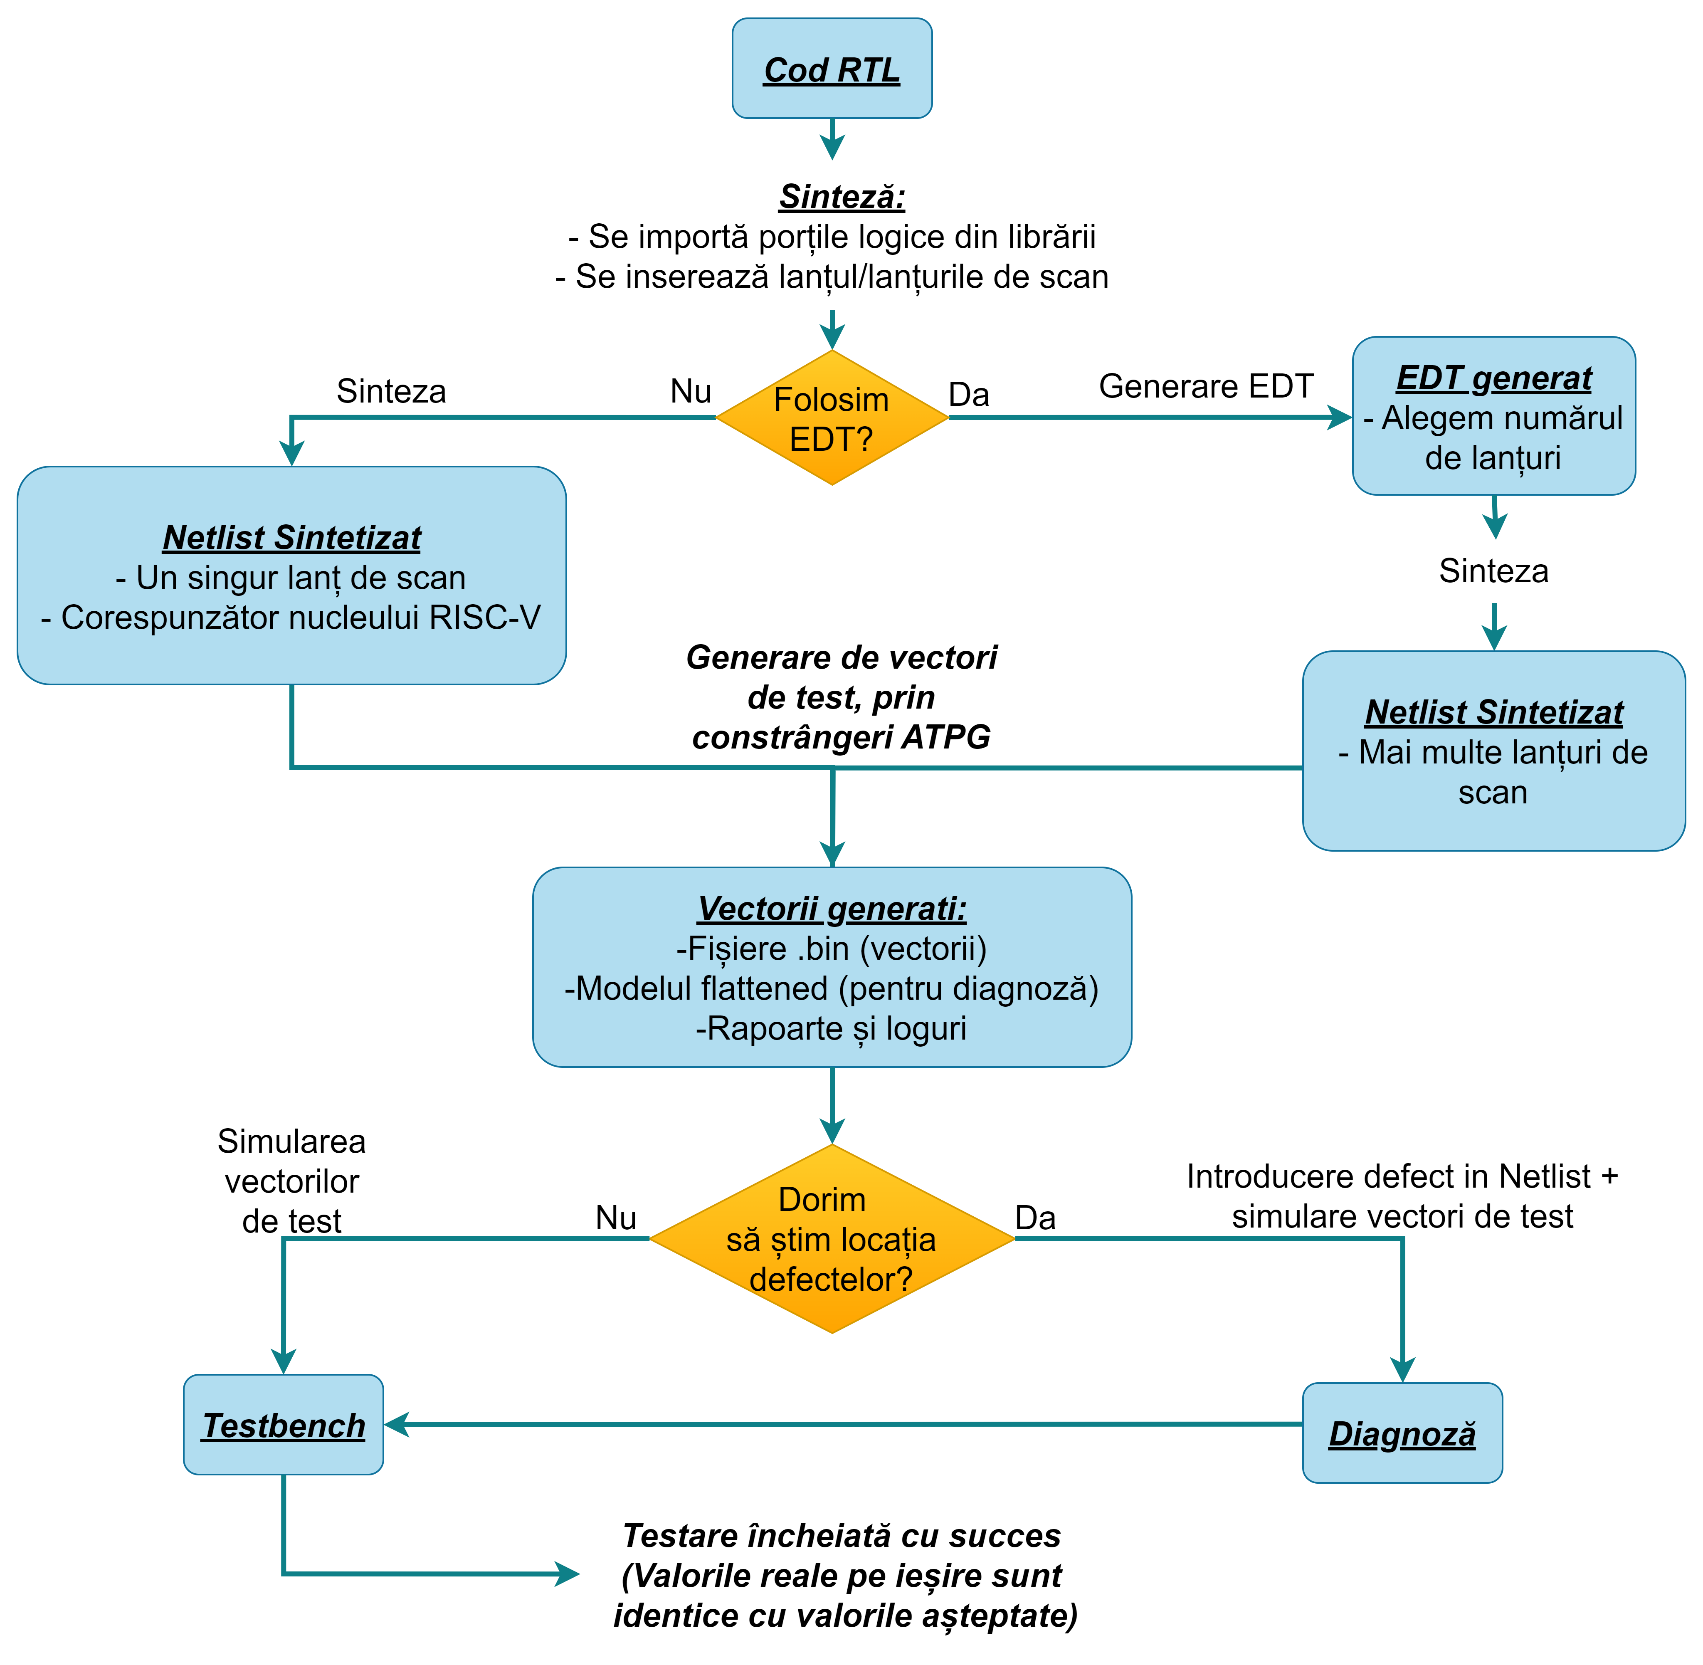 Cod RTL
Sinteză:
- Se importă porțile logice din librării
- Se inserează lanțul/lanțurile de scan
Sinteza
Nu
Folosim
EDT?
Da
Generare EDT
EDT generat
- Alegem numărul
de lanțuri
Netlist Sintetizat
- Un singur lanț de scan
- Corespunzător nucleului RISC-V
Sinteza
Generare de vectori
de test, prin
constrângeri ATPG
Netlist Sintetizat
- Mai multe lanțuri de
scan
Vectorii generati:
-Fișiere .bin (vectorii)
-Modelul flattened (pentru diagnoză)
-Rapoarte și loguri
Simularea
vectorilor
de test
Nu
Dorim
să știm locația
defectelor?
Da
Introducere defect in Netlist +
simulare vectori de test
Testbench
Diagnoză
Testare încheiată cu succes
(Valorile reale pe ieșire sunt
identice cu valorile așteptate)